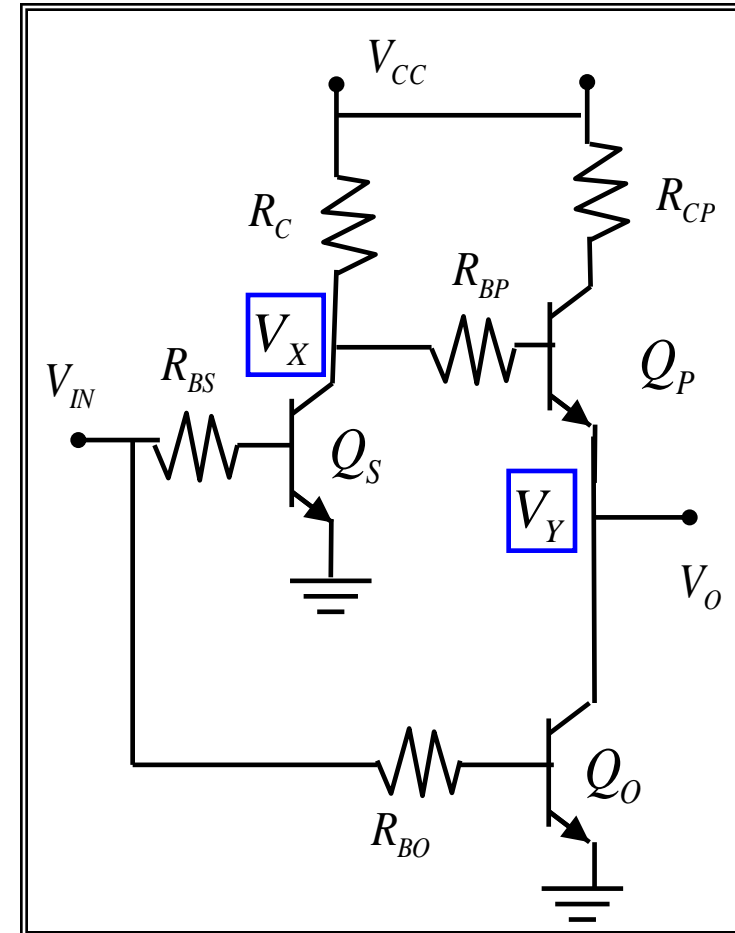 V_CC
R_C
R_CP
R_BP
V_X
Q_P
V_IN
R_BS
Q_S
V_Y
V_O
Q_O
R_BO